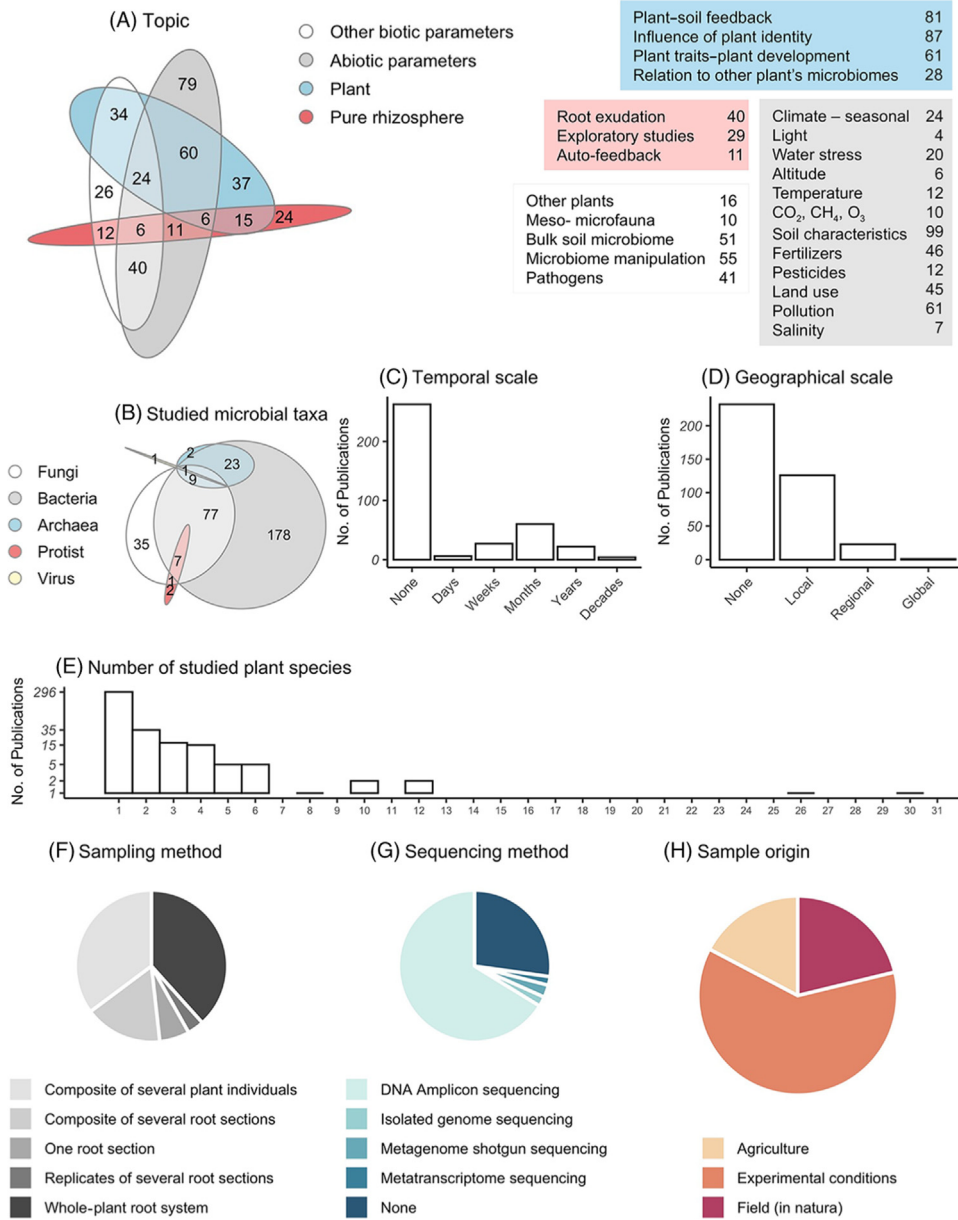 (A) Topic
Other biotic parameters
Abiotic parameters
Plant
Pure rhizosphere
79
34
60
24
26
37
12
6
11
6
15
24
40
Plant–soil feedback 81
Influence of plant identity 87
Plant traits–plant development 61
Relation to other plant's microbiomes 28
Root exudation 40
Exploratory studies 29
Auto-feedback 11
Other plants 16
Meso- microfauna 10
Bulk soil microbiome 51
Microbiome manipulation 55
Pathogens 41
Climate – seasonal 24
Light 4
Water stress 20
Altitude 6
Temperature 12
CO₂, CH₄, O₃ 10
Soil characteristics 99
Fertilizers 46
Pesticides 12
Land use 45
Pollution 61
Salinity 7
(B) Studied microbial taxa
Fungi
Bacteria
Archaea
Protist
Virus
1
2
23
1
9
77
178
35
7
1
2
(C) Temporal scale
No. of Publications
200
100
0
None
Days
Weeks
Months
Years
Decades
(D) Geographical scale
No. of Publications
200
150
100
50
0
None
Local
Regional
Global
(E) Number of studied plant species
No. of Publications
296
35
15
5
2
1
1 2 3 4 5 6 7 8 9 10 11 12 13 14 15 16 17 18 19 20 21 22 23 24 25 26 27 28 29 30 31
(F) Sampling method
Composite of several plant individuals
Composite of several root sections
One root section
Replicates of several root sections
Whole–plant root system
(G) Sequencing method
DNA Amplicon sequencing
Isolated genome sequencing
Metagenome shotgun sequencing
Metatranscriptome sequencing
None
(H) Sample origin
Agriculture
Experimental conditions
Field (in natura)